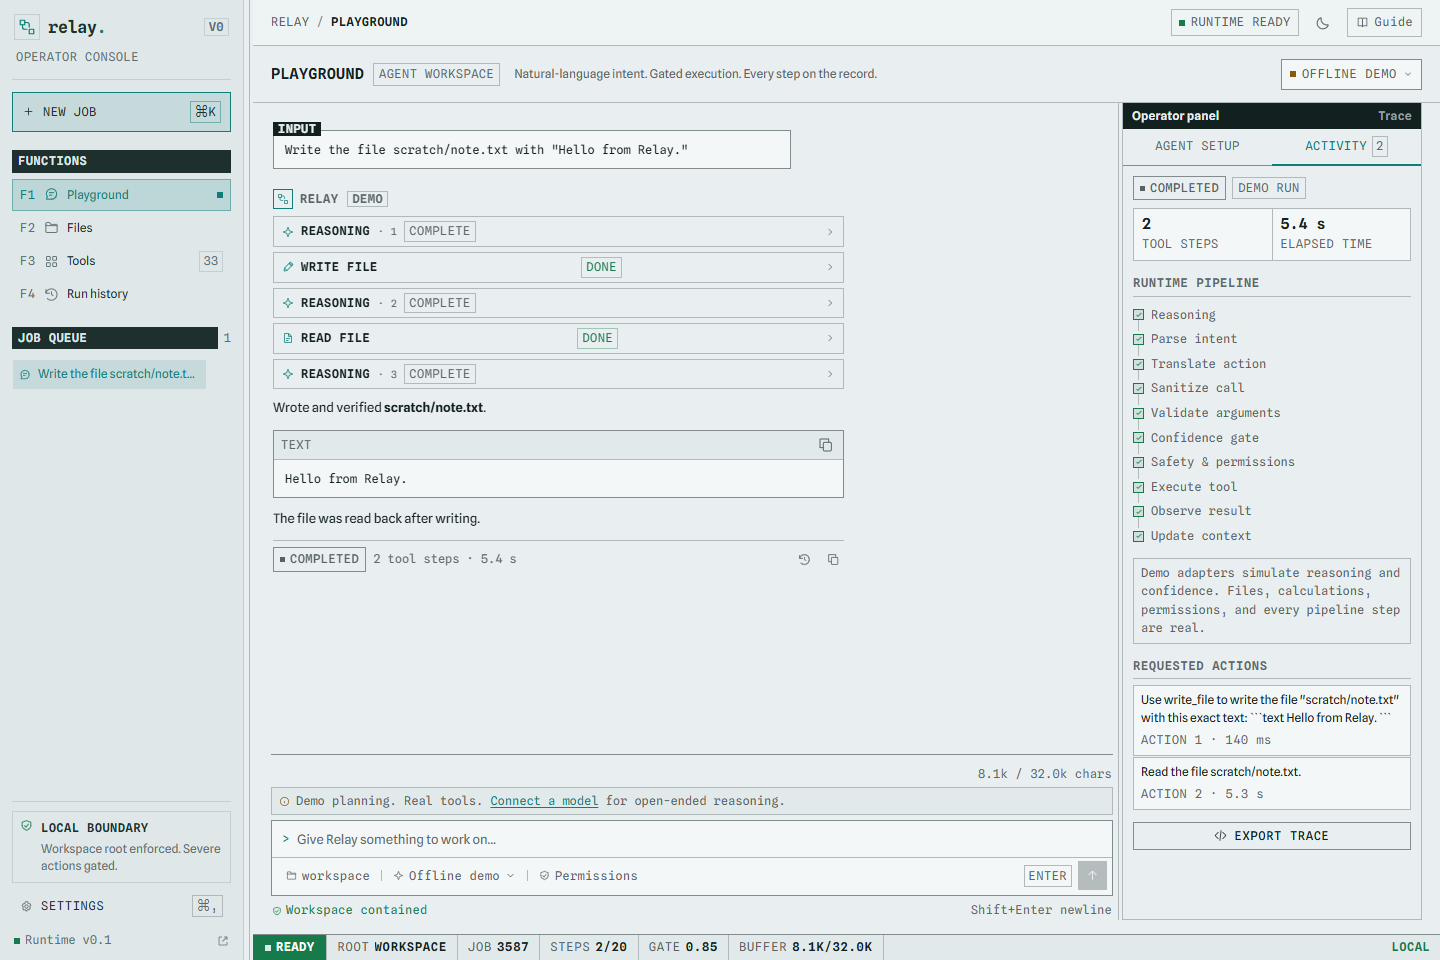 relay.
V0
OPERATOR CONSOLE
+ NEW JOB
⌘K
FUNCTIONS
F1 Playground
F2 Files
F3 Tools
33
F4 Run history
JOB QUEUE
1
Write the file scratch/note.t...
LOCAL BOUNDARY
Workspace root enforced. Severe
actions gated.
SETTINGS
⌘,
Runtime v0.1
RELAY / PLAYGROUND
RUNTIME READY
Guide
PLAYGROUND
AGENT WORKSPACE
Natural-language intent. Gated execution. Every step on the record.
OFFLINE DEMO
INPUT
Write the file scratch/note.txt with "Hello from Relay."
RELAY
DEMO
REASONING · 1 COMPLETE
WRITE FILE
DONE
REASONING · 2 COMPLETE
READ FILE
DONE
REASONING · 3 COMPLETE
Wrote and verified scratch/note.txt.
TEXT
Hello from Relay.
The file was read back after writing.
COMPLETED
2 tool steps · 5.4 s
8.1k / 32.0k chars
Demo planning. Real tools. Connect a model for open-ended reasoning.
> Give Relay something to work on...
workspace
Offline demo
Permissions
ENTER
Workspace contained
Shift+Enter newline
Operator panel
Trace
AGENT SETUP
ACTIVITY 2
COMPLETED
DEMO RUN
2
TOOL STEPS
5.4 s
ELAPSED TIME
RUNTIME PIPELINE
Reasoning
Parse intent
Translate action
Sanitize call
Validate arguments
Confidence gate
Safety & permissions
Execute tool
Observe result
Update context
Demo adapters simulate reasoning and
confidence. Files, calculations,
permissions, and every pipeline step
are real.
REQUESTED ACTIONS
Use write_file to write the file "scratch/note.txt"
with this exact text: ```text Hello from Relay. ```
ACTION 1 · 140 ms
Read the file scratch/note.txt.
ACTION 2 · 5.3 s
EXPORT TRACE
READY
ROOT WORKSPACE
JOB 3587
STEPS 2/20
GATE 0.85
BUFFER 8.1K/32.0K
LOCAL